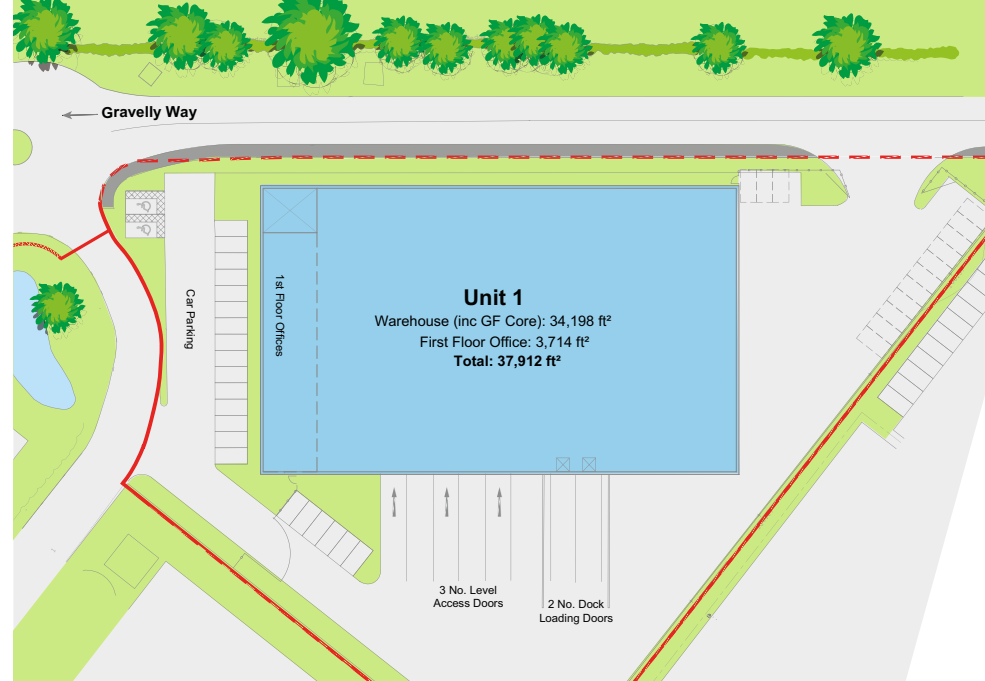 Gravelly Way
Car Parking
1st Floor Offices
Unit 1
Warehouse (inc GF Core): 34,198 ft²
First Floor Office: 3,714 ft²
Total: 37,912 ft²
3 No. Level
Access Doors
2 No. Dock
Loading Doors